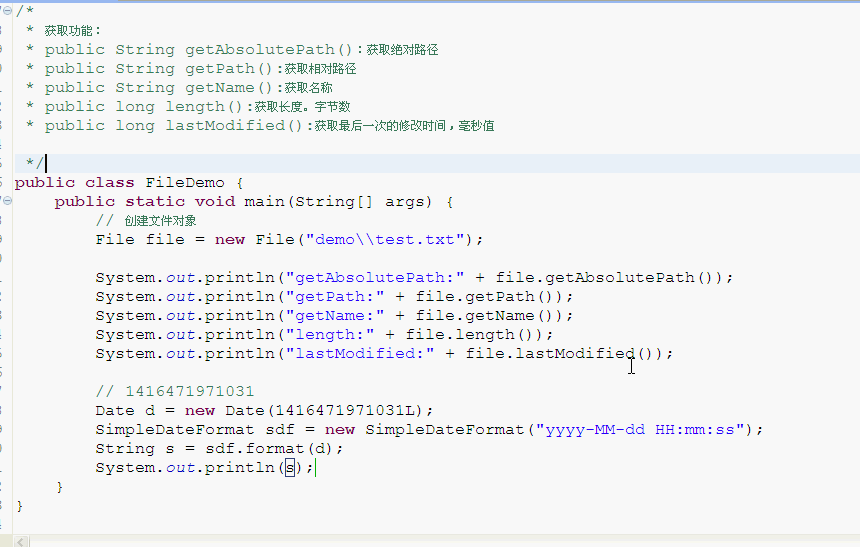 /*
 * 获取功能：
 * public String getAbsolutePath()：获取绝对路径
 * public String getPath():获取相对路径
 * public String getName():获取名称
 * public long length():获取长度。字节数
 * public long lastModified():获取最后一次的修改时间，毫秒值
 */
public class FileDemo {
    public static void main(String[] args) {
        // 创建文件对象
        File file = new File("demo\\test.txt");
        System.out.println("getAbsolutePath:" + file.getAbsolutePath());
        System.out.println("getPath:" + file.getPath());
        System.out.println("getName:" + file.getName());
        System.out.println("length:" + file.length());
        System.out.println("lastModified:" + file.lastModified());
        // 1416471971031
        Date d = new Date(1416471971031L);
        SimpleDateFormat sdf = new SimpleDateFormat("yyyy-MM-dd HH:mm:ss");
        String s = sdf.format(d);
        System.out.println(s);
    }
}